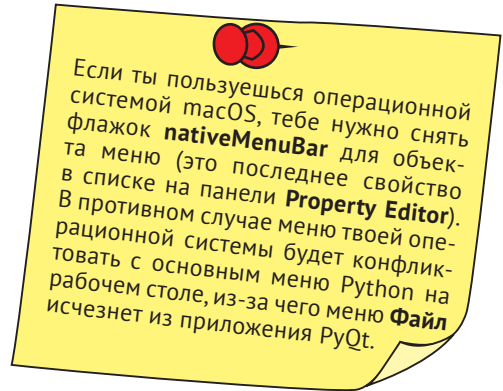 Если ты пользуешься операционной
системой macOS, тебе нужно снять
флажок nativeMenuBar для объек-
та меню (это последнее свойство
в списке на панели Property Editor).
В противном случае меню твоей опе-
рационной системы будет конфлик-
товать с основным меню Python на
рабочем столе, из-за чего меню Файл
исчезнет из приложения PyQt.